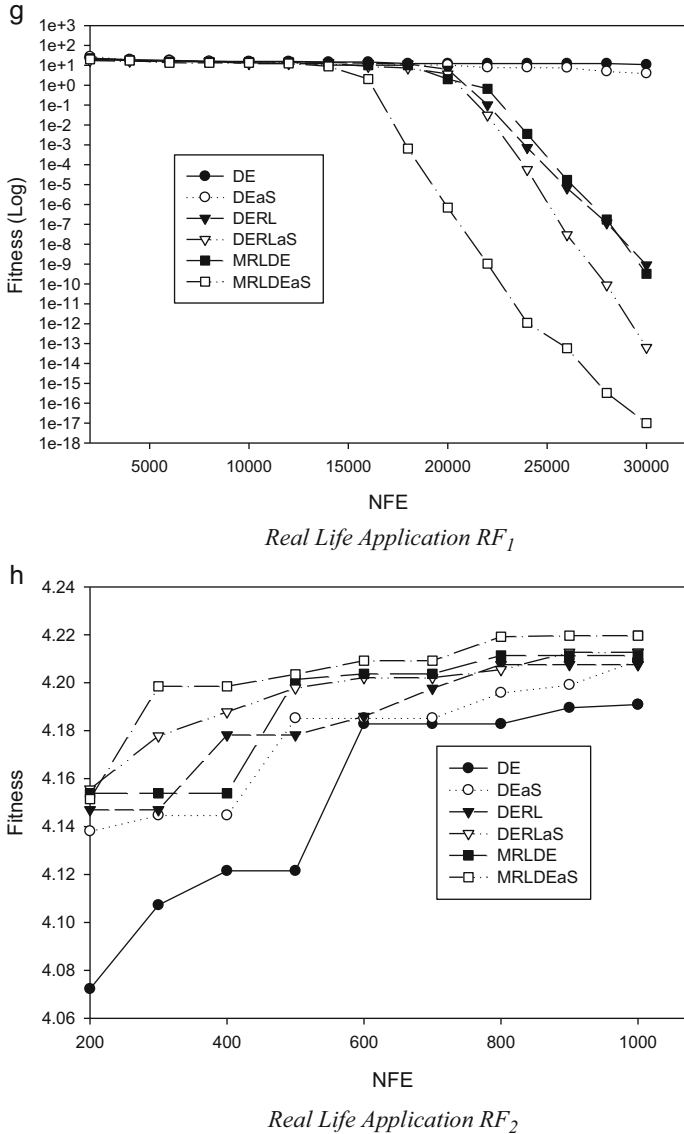 g
1e+3
1e+2
1e+1
1e+0
1e-1
1e-2
1e-3
1e-4
1e-5
1e-6
1e-7
1e-8
1e-9
1e-10
1e-11
1e-12
1e-13
1e-14
1e-15
1e-16
1e-17
1e-18
Fitness (Log)
DE
DEaS
DERL
DERLaS
MRLDE
MRLDEaS
5000 10000 15000 20000 25000 30000
NFE
Real Life Application RF1
h
4.24
4.22
4.20
4.18
4.16
4.14
4.12
4.10
4.08
4.06
Fitness
DE
DEaS
DERL
DERLaS
MRLDE
MRLDEaS
200 400 600 800 1000
NFE
Real Life Application RF2